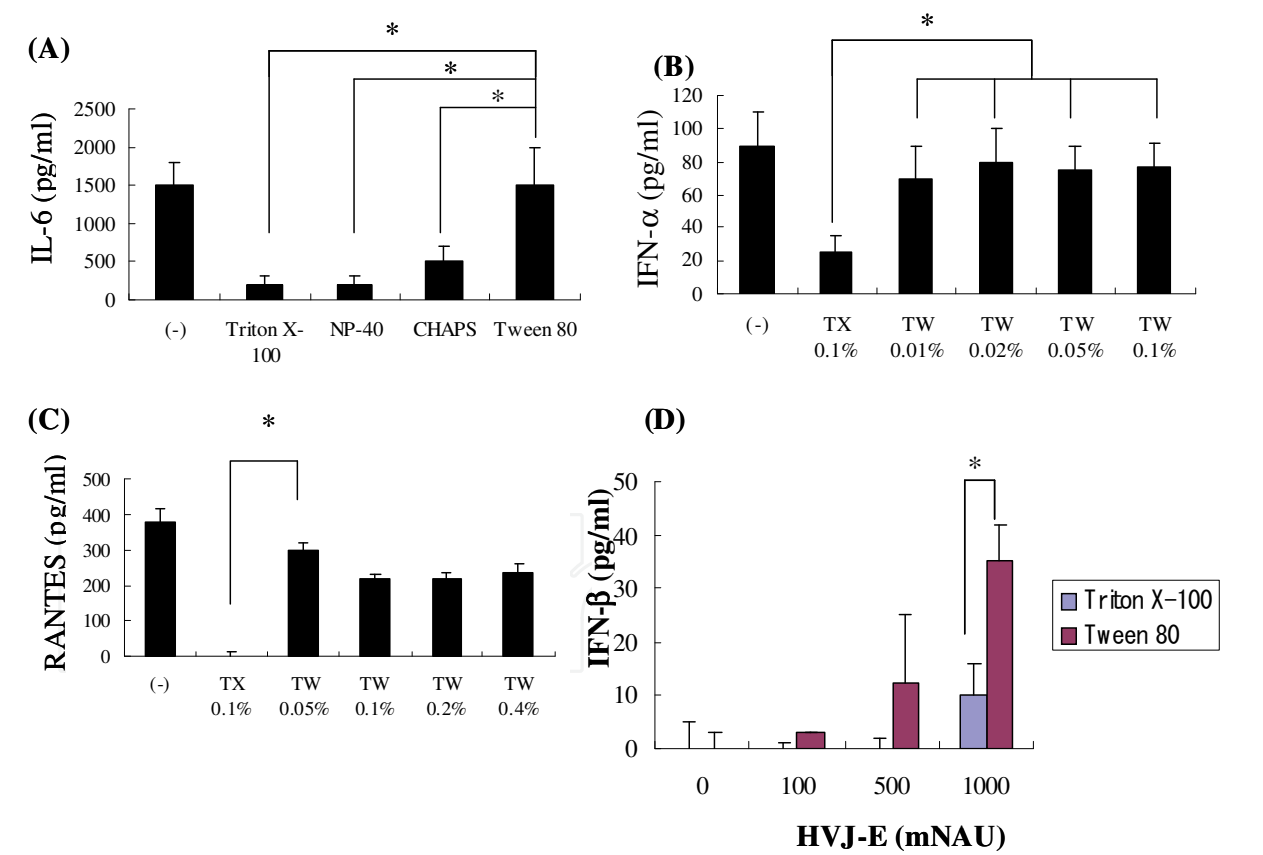 (A)
*
*
*
IL-6 (pg/ml)
2500
2000
1500
1000
500
0
(-) Triton X-100 NP-40 CHAPS Tween 80
(B)
*
IFN-α (pg/ml)
120
100
80
60
40
20
0
(-) TX TW TW TW TW
0.1% 0.01% 0.02% 0.05% 0.1%
(C)
*
RANTES (pg/ml)
500
400
300
200
100
0
(-) TX TW TW TW TW
0.1% 0.05% 0.1% 0.2% 0.4%
(D)
*
IFN-β (pg/ml)
50
40
30
20
10
0
0 100 500 1000
HVJ-E (mNAU)
Triton X-100
Tween 80